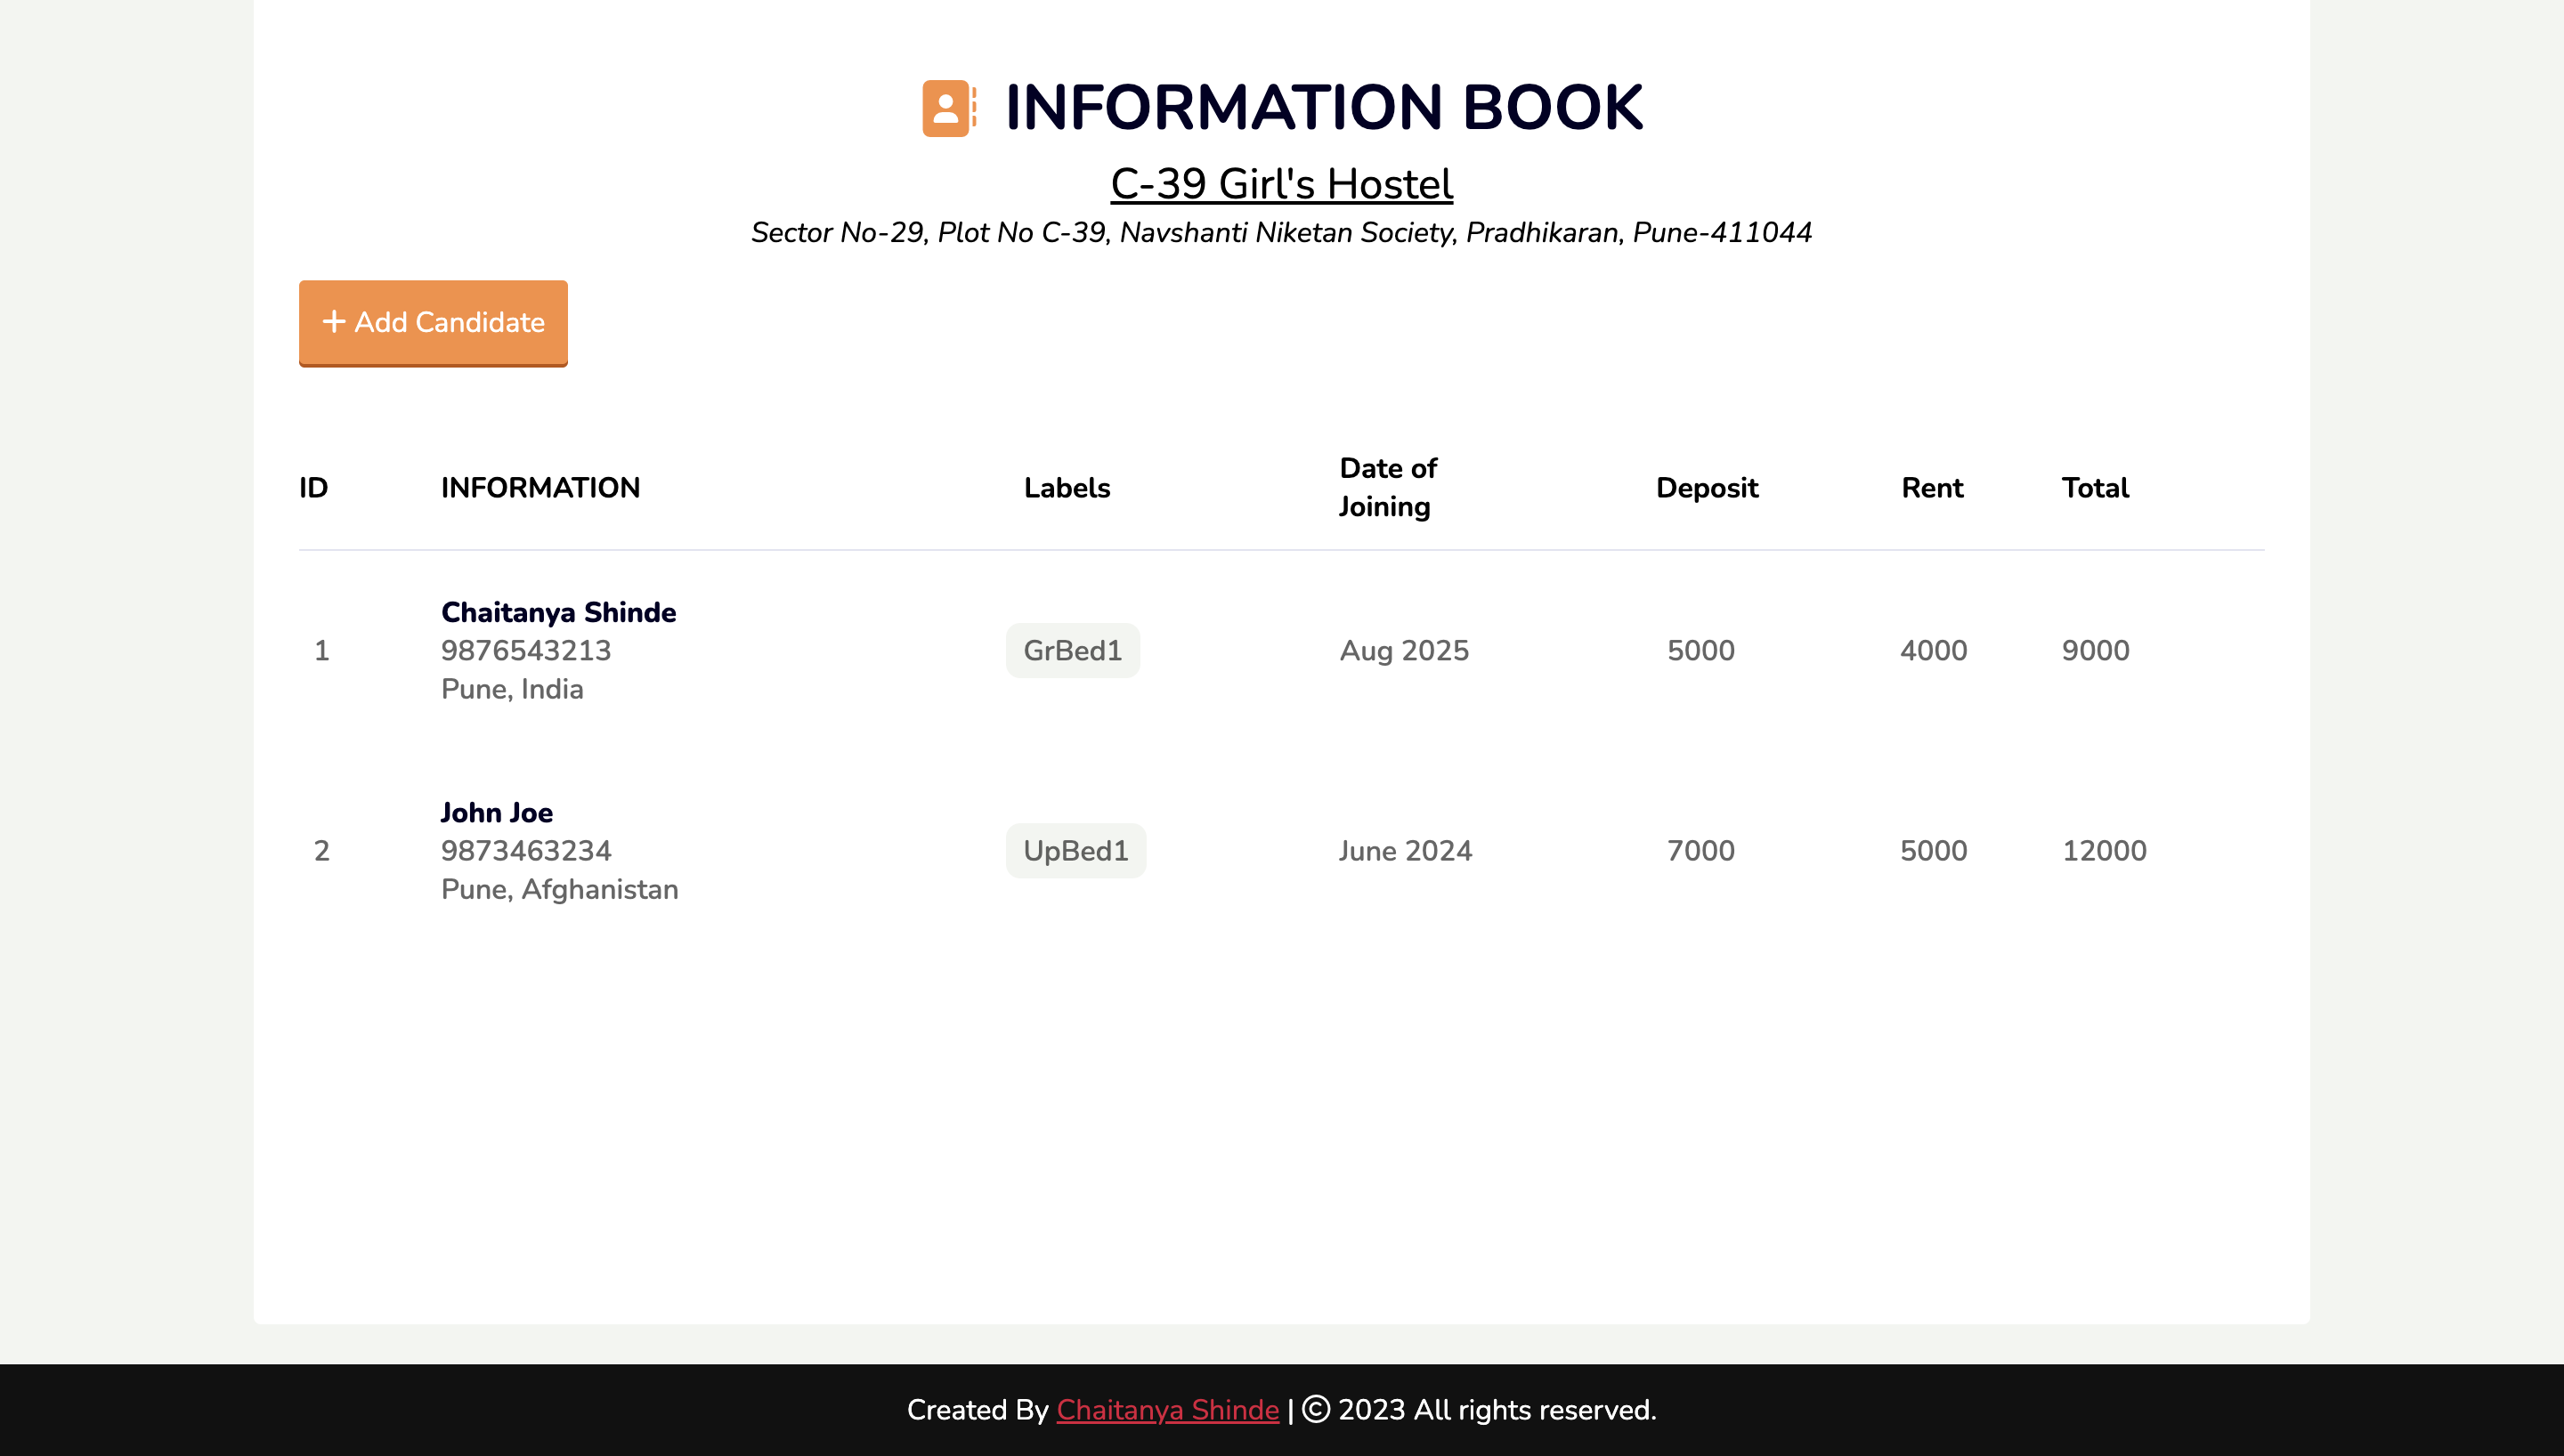 INFORMATION BOOK
C-39 Girl's Hostel
Sector No-29, Plot No C-39, Navshanti Niketan Society, Pradhikaran, Pune-411044
+ Add Candidate
ID INFORMATION Labels Date of Joining Deposit Rent Total
Chaitanya Shinde
1 9876543213 GrBed1 Aug 2025 5000 4000 9000
Pune, India
John Joe
2 9873463234 UpBed1 June 2024 7000 5000 12000
Pune, Afghanistan
Created By Chaitanya Shinde | © 2023 All rights reserved.